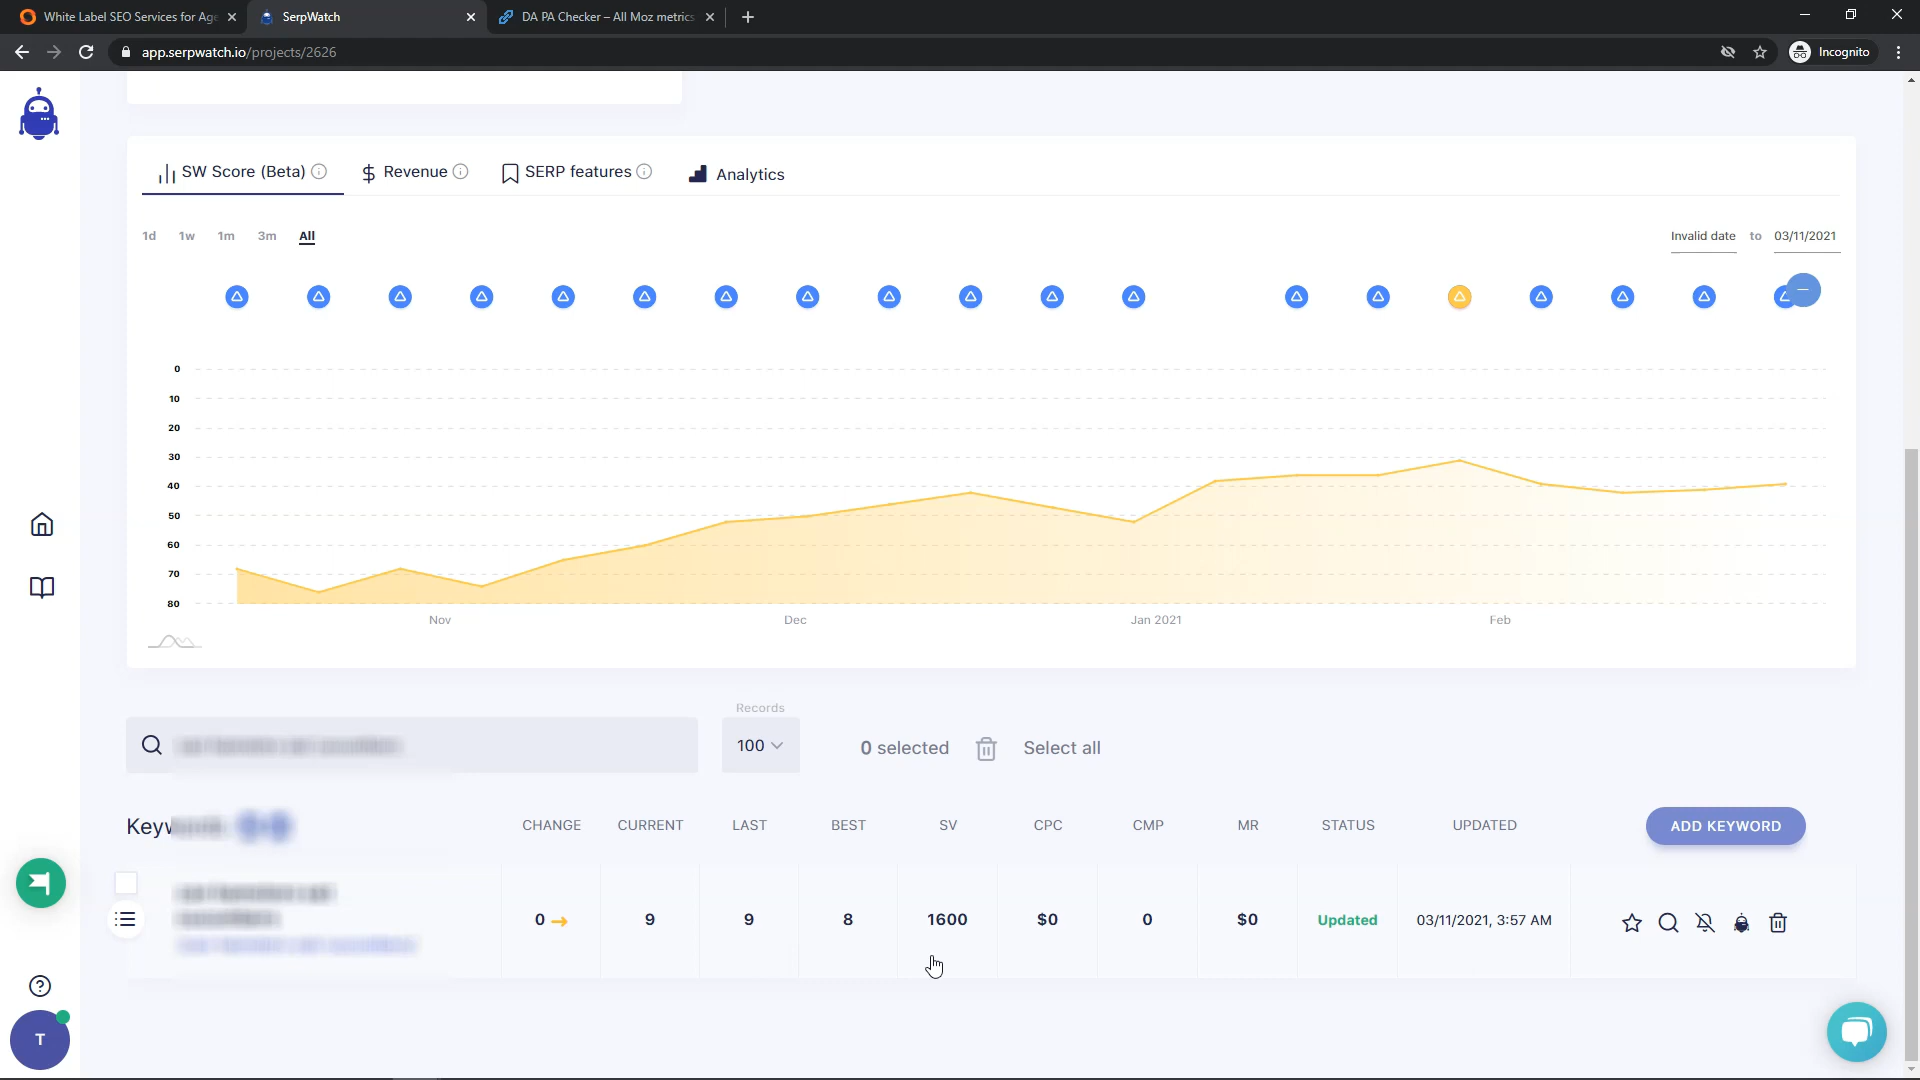 White Label SEO Services for Age
SerpWatch
DA PA Checker – All Moz metrics
app.serpwatch.io/projects/2626
Incognito
SW Score (Beta)
Revenue
SERP features
Analytics
1d 1w 1m 3m All
Invalid date to 03/11/2021
0
10
20
30
40
50
60
70
80
Nov Dec Jan 2021 Feb
Records
100
0 selected
Select all
CHANGE CURRENT LAST BEST SV CPC CMP MR STATUS UPDATED
ADD KEYWORD
0 9 9 8 1600 $0 0 $0 Updated 03/11/2021, 3:57 AM
T